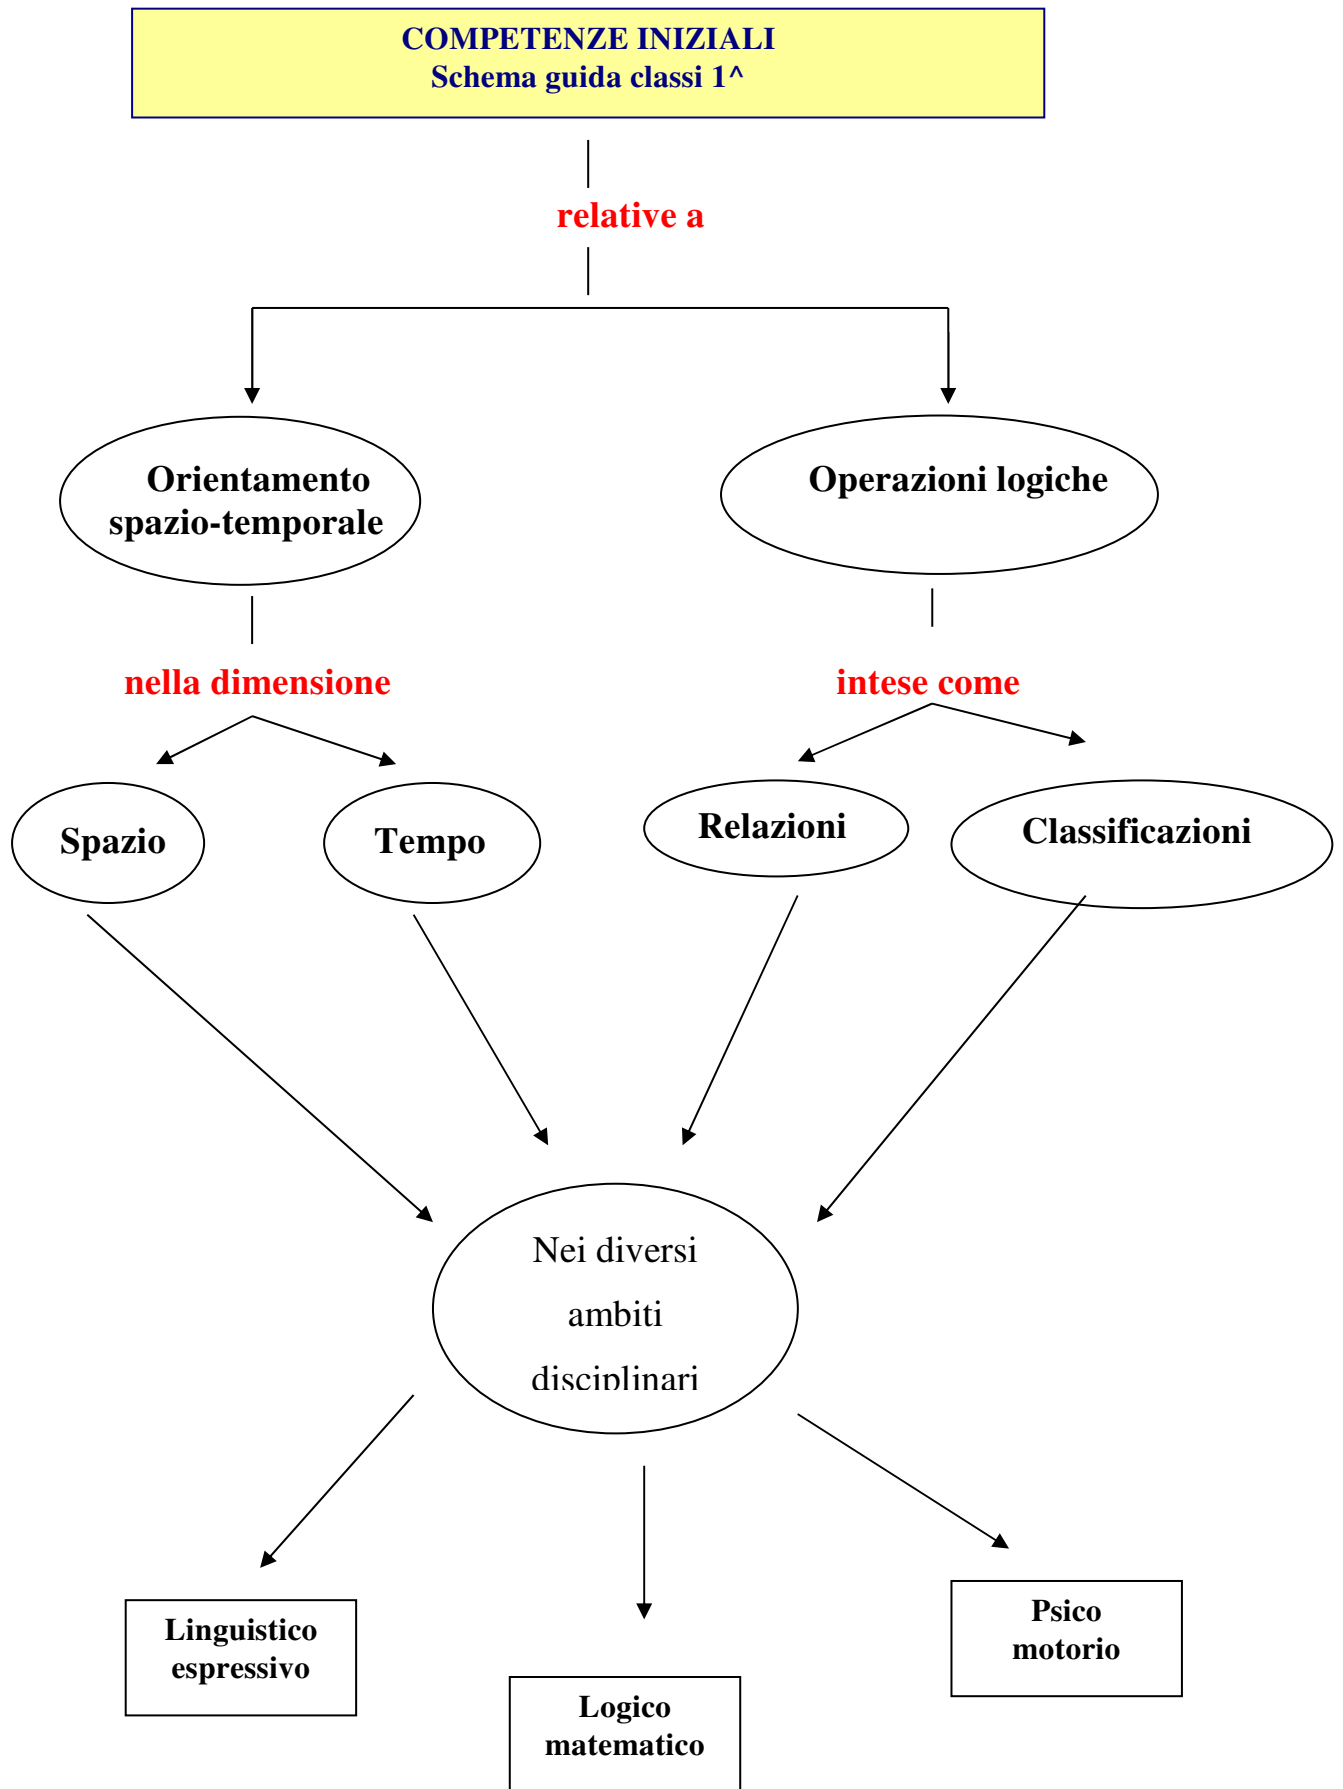 COMPETENZE INIZIALI
Schema guida classi 1^
relative a
Orientamento
spazio-temporale
Operazioni logiche
nella dimensione
intese come
Spazio
Tempo
Relazioni
Classificazioni
Nei diversi
ambiti
disciplinari
Linguistico
espressivo
Logico
matematico
Psico
motorio